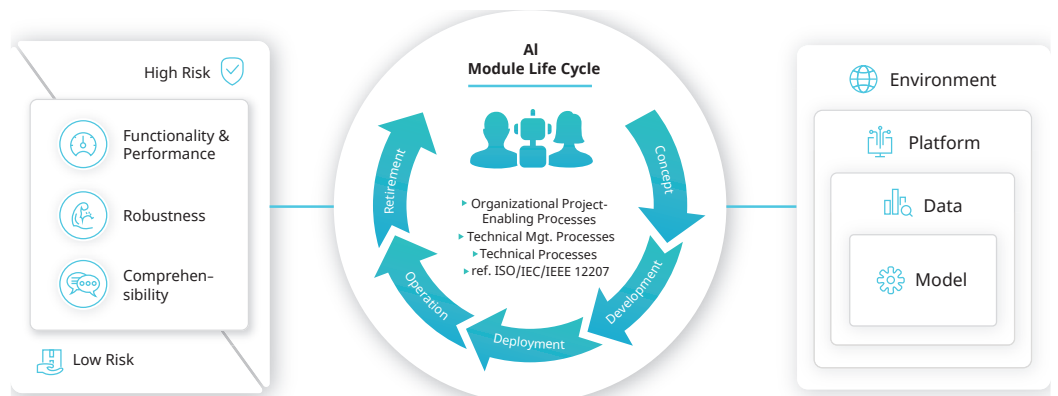 High Risk
Functionality &
Performance
Robustness
Comprehen–
sibility
Low Risk
AI
Module Life Cycle
Concept
Development
Deployment
Operation
Retirement
Organizational Project-
Enabling Processes
Technical Mgt. Processes
Technical Processes
ref. ISO/IEC/IEEE 12207
Environment
Platform
Data
Model